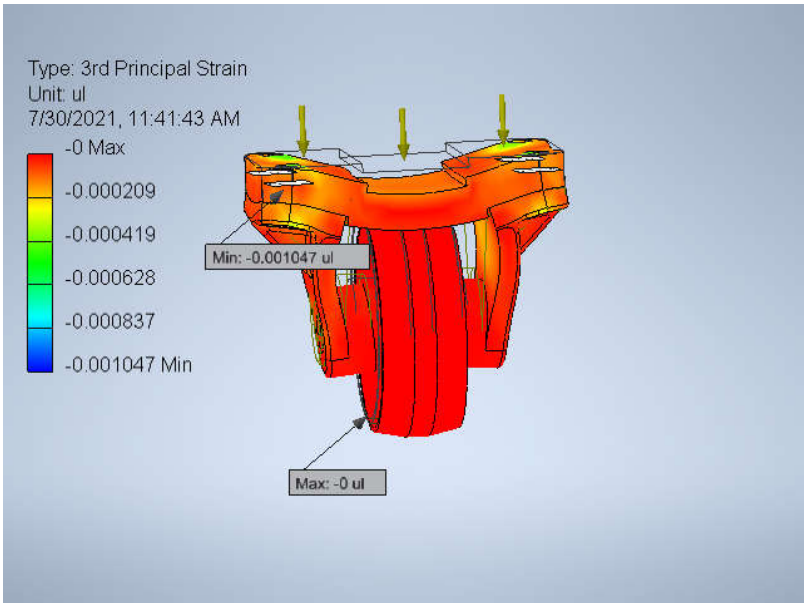 Type: 3rd Principal Strain
Unit: ul
7/30/2021, 11:41:43 AM
-0 Max
-0.000209
-0.000419
-0.000628
-0.000837
-0.001047 Min
Min: -0.001047 ul
Max: -0 ul